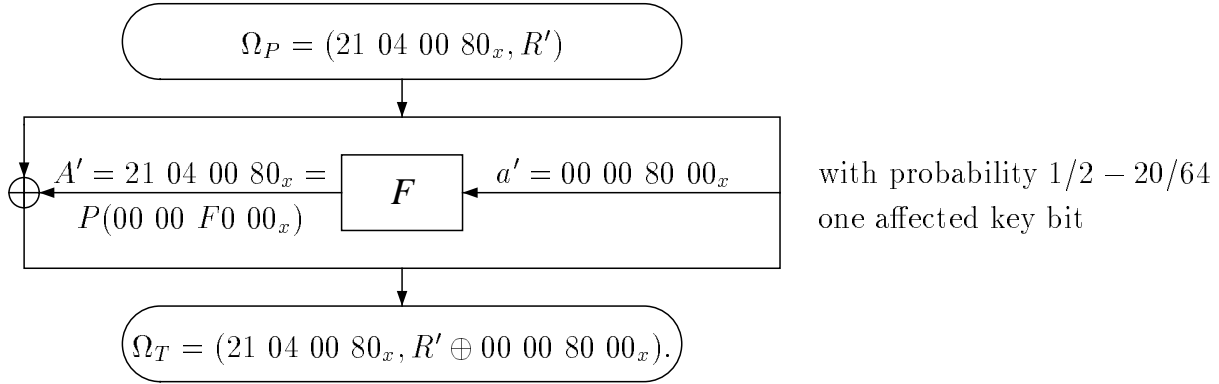 Ω_P = (21 04 00 80_x, R′)
A′ = 21 04 00 80_x =
P(00 00 F0 00_x)
F
a′ = 00 00 80 00_x
with probability 1/2 − 20/64
one affected key bit
Ω_T = (21 04 00 80_x, R′ ⊕ 00 00 80 00_x).